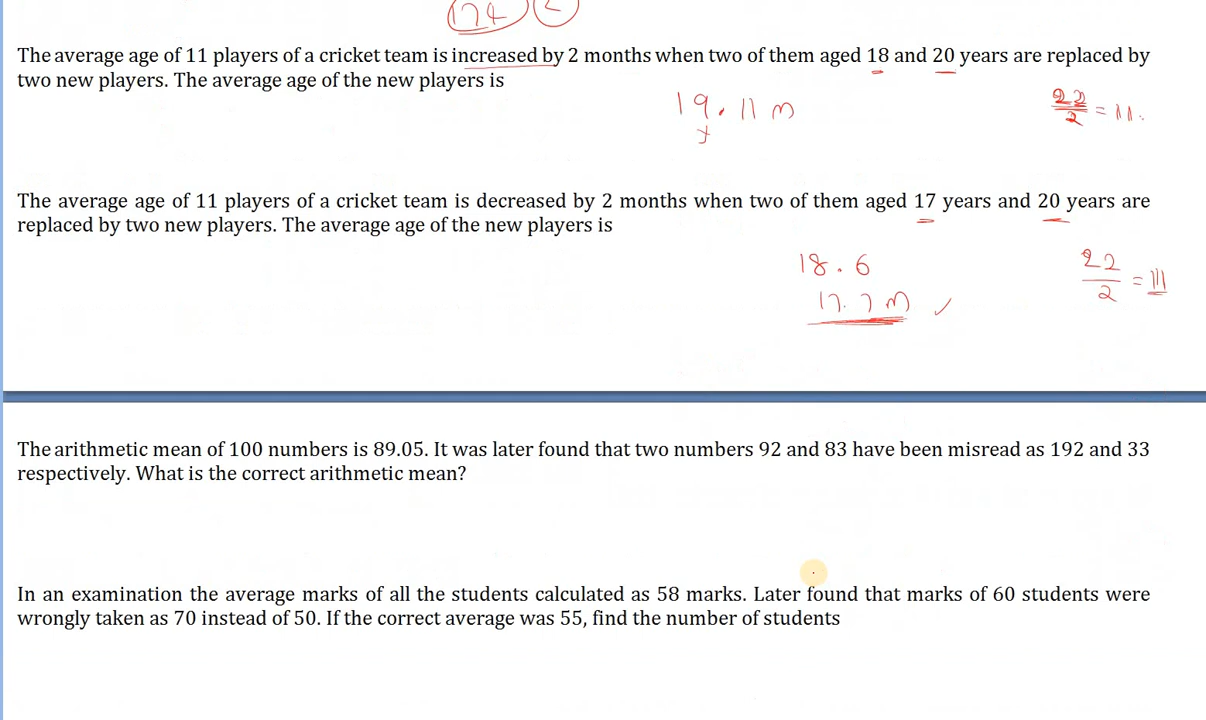 174 2
The average age of 11 players of a cricket team is increased by 2 months when two of them aged 18 and 20 years are replaced by
two new players. The average age of the new players is
19. 11 m
y
22/2 = 11.
The average age of 11 players of a cricket team is decreased by 2 months when two of them aged 17 years and 20 years are
replaced by two new players. The average age of the new players is
18. 6
22/2 = 11
17. 7 m ✓
The arithmetic mean of 100 numbers is 89.05. It was later found that two numbers 92 and 83 have been misread as 192 and 33
respectively. What is the correct arithmetic mean?
In an examination the average marks of all the students calculated as 58 marks. Later found that marks of 60 students were
wrongly taken as 70 instead of 50. If the correct average was 55, find the number of students